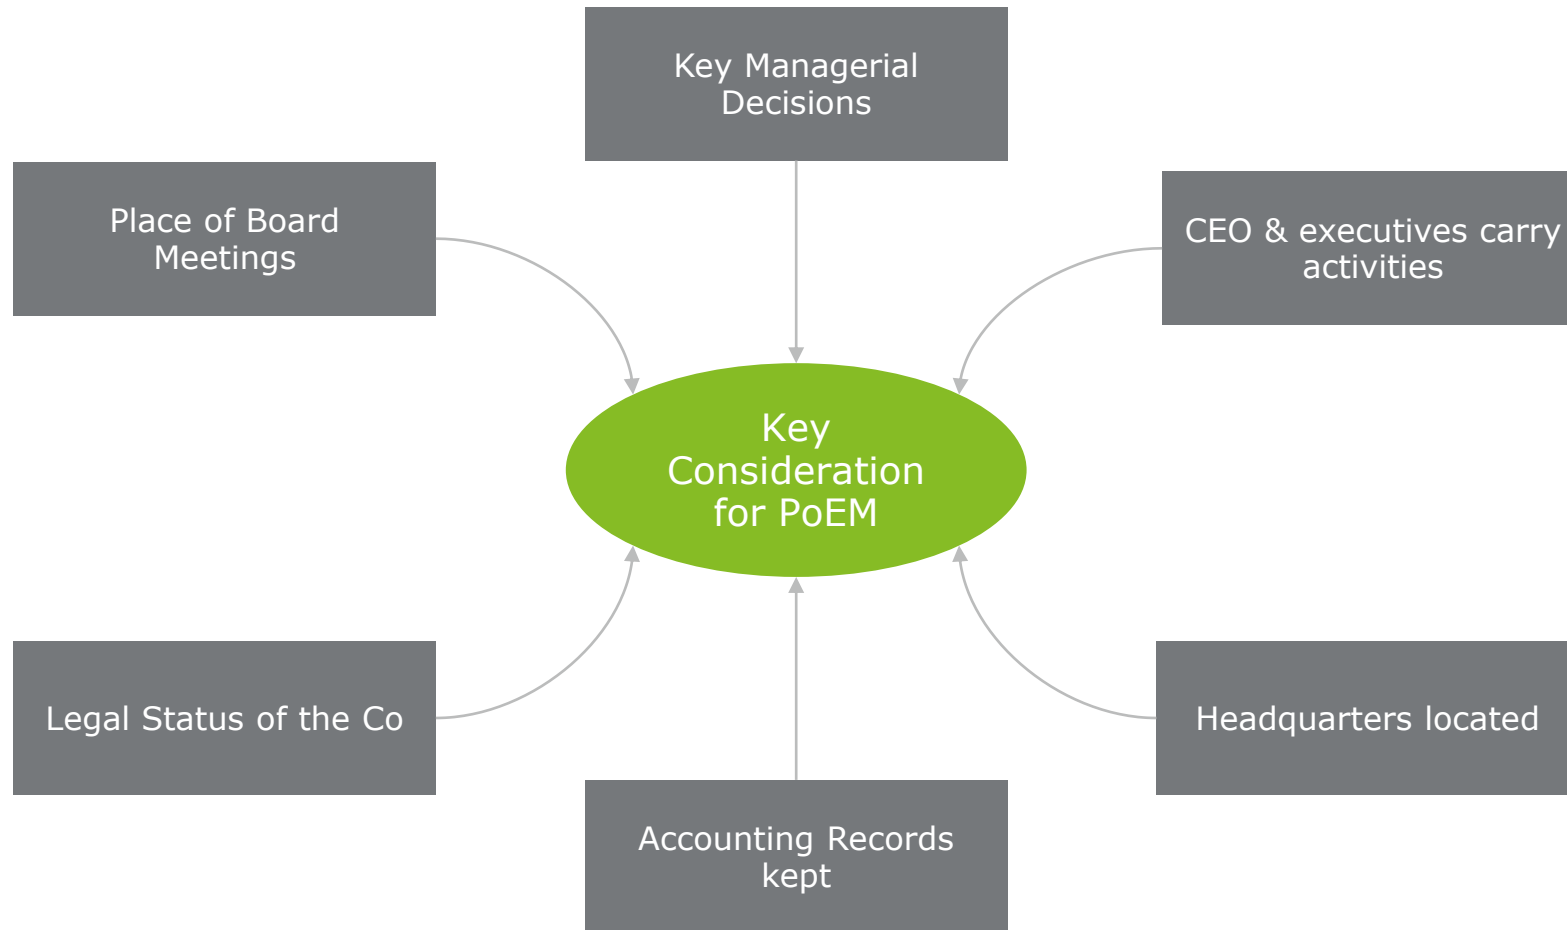 Key Managerial
Decisions
Place of Board
Meetings
CEO & executives carry
activities
Key
Consideration
for PoEM
Legal Status of the Co
Headquarters located
Accounting Records
kept